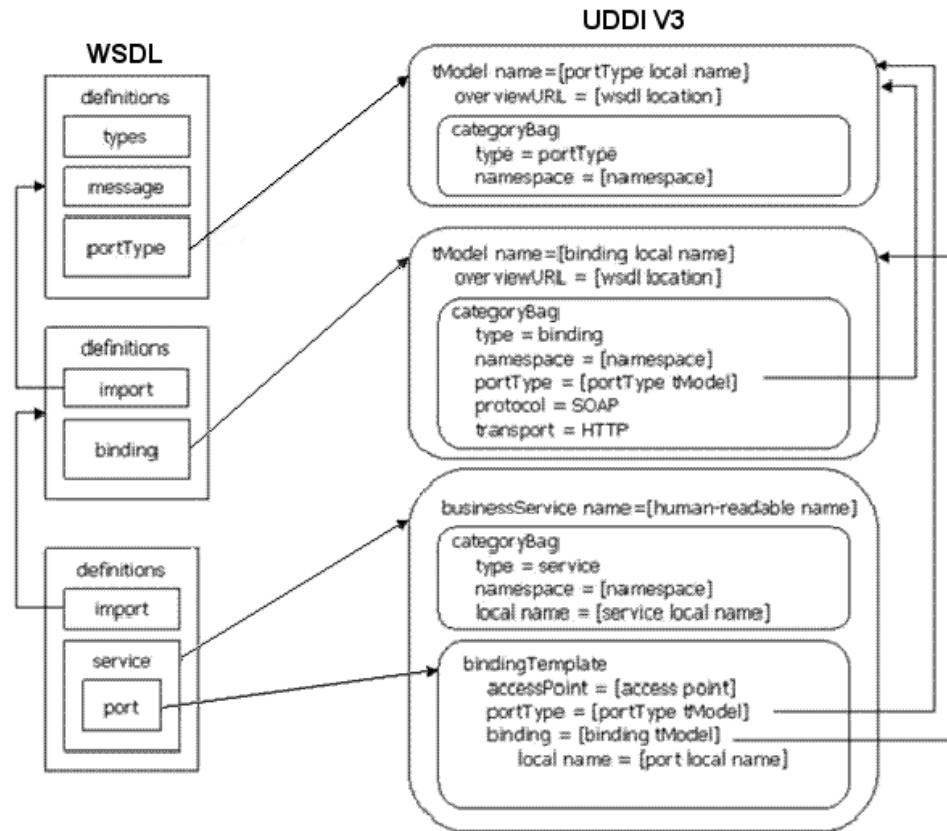 UDDI V3
WSDL
definitions
types
message
portType
definitions
import
binding
definitions
import
service
port
tModel name=[portType local name]
overviewURL = [wsdl location]
categoryBag
type = portType
namespace = [namespace]
tModel name=[binding local name]
overviewURL = [wsdl location]
categoryBag
type = binding
namespace = [namespace]
portType = [portType tModel]
protocol = SOAP
transport = HTTP
businessService name=[human-readable name]
categoryBag
type = service
namespace = [namespace]
local name = [service local name]
bindingTemplate
accessPoint = [access point]
portType = [portType tModel]
binding = [binding tModel]
local name = [port local name]